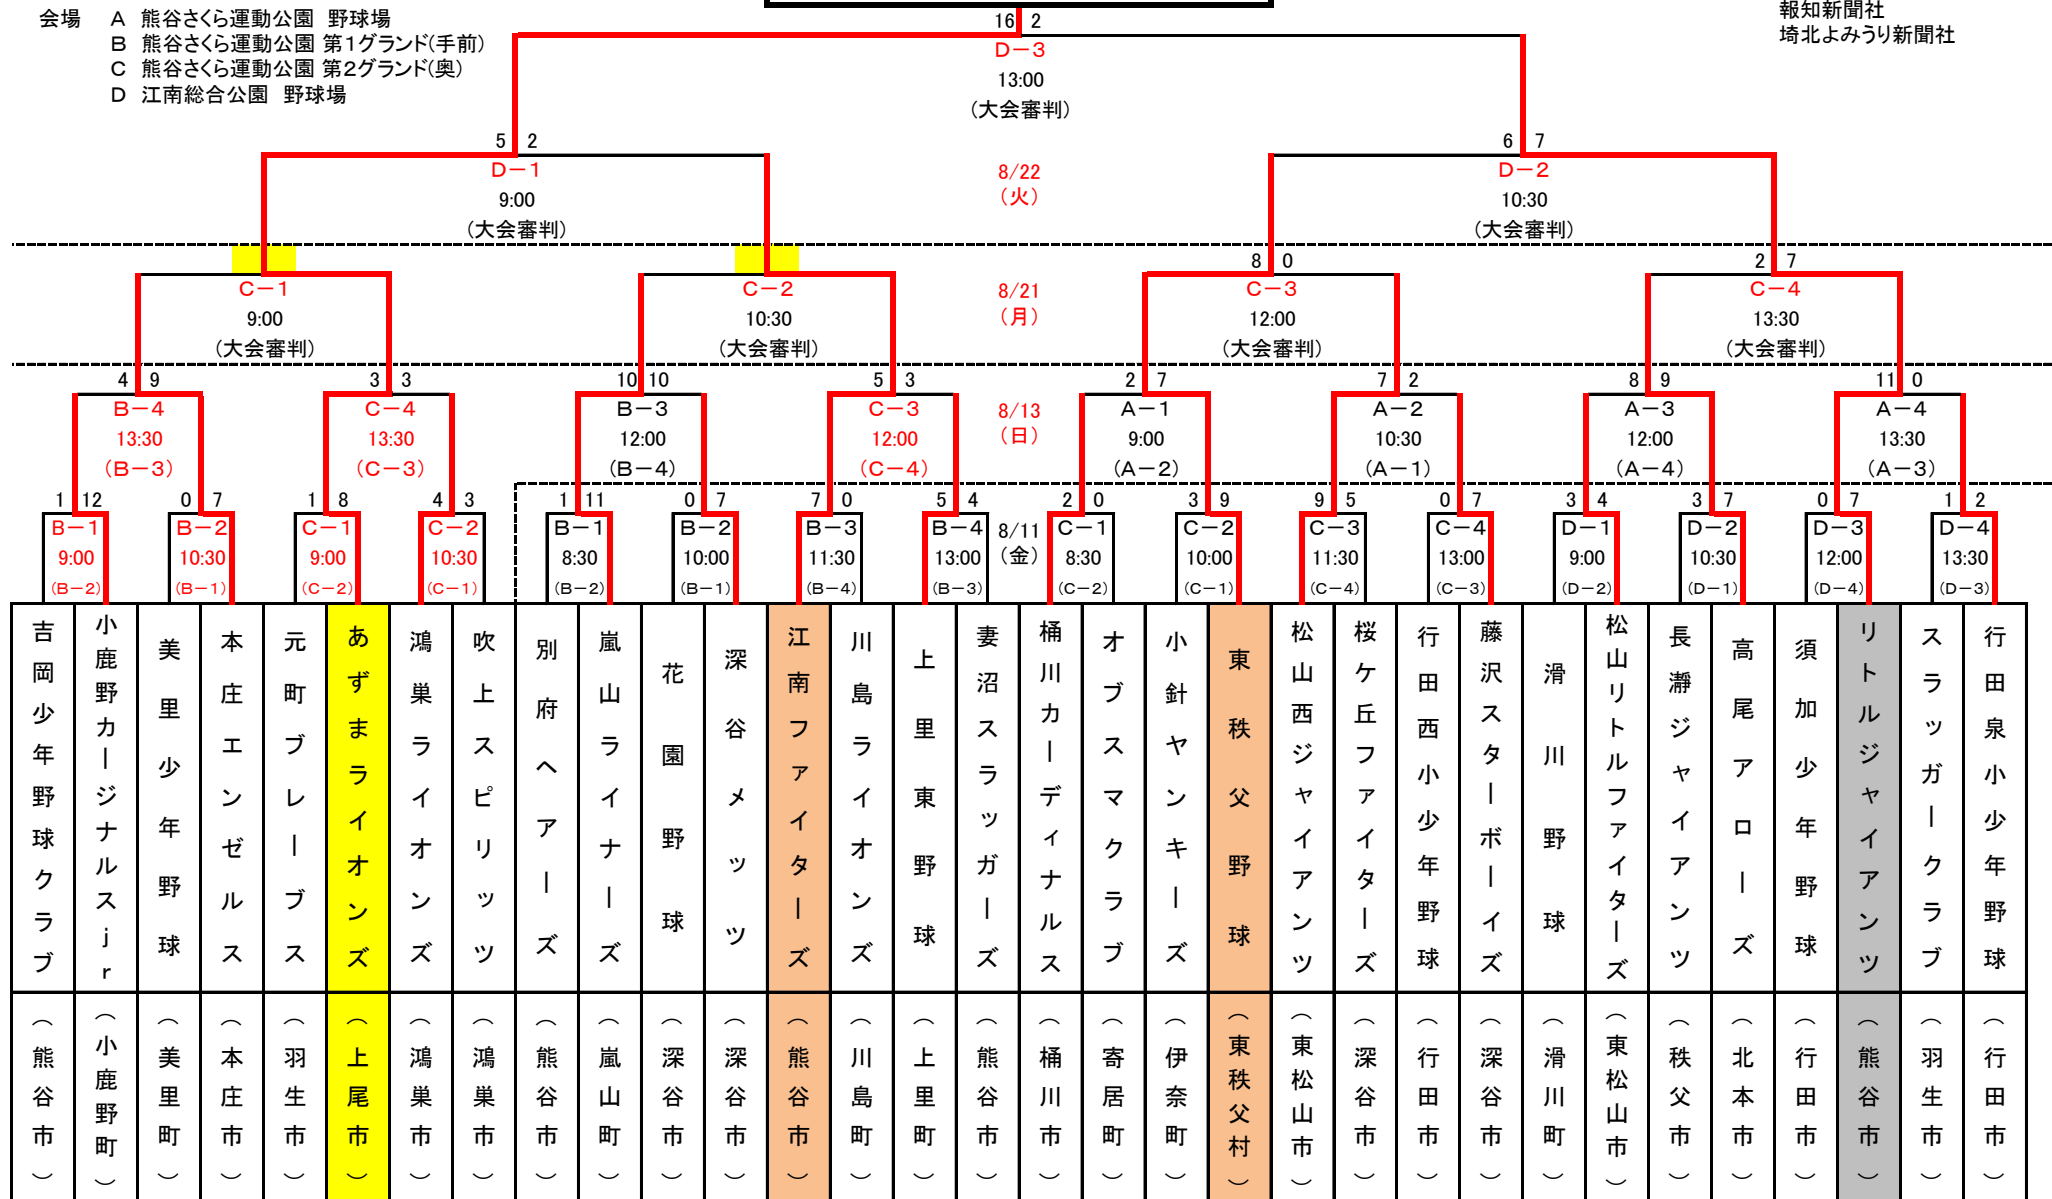 会場 A 熊谷さくら運動公園 野球場
B 熊谷さくら運動公園 第1グランド(手前)
C 熊谷さくら運動公園 第2グランド(奥)
D 江南総合公園 野球場
報知新聞社
埼北よみうり新聞社
16 2
D-3
13:00
(大会審判)
5 2 6 7
D-1 8/22 D-2
9:00 (火) 10:30
(大会審判) (大会審判)
8 0 2 7
C-1 C-2 8/21 C-3 C-4
9:00 10:30 (月) 12:00 13:30
(大会審判) (大会審判) (大会審判) (大会審判)
4 9 3 3 10 10 5 3 2 7 7 2 8 9 11 0
B-4 C-4 B-3 C-3 8/13 A-1 A-2 A-3 A-4
13:30 13:30 12:00 12:00 (日) 9:00 10:30 12:00 13:30
(B-3) (C-3) (B-4) (C-4) (A-2) (A-1) (A-4) (A-3)
1 12 0 7 1 8 4 3 1 11 0 7 7 0 5 4 2 0 3 9 9 5 0 7 3 4 3 7 0 7 1 2
B-1 B-2 C-1 C-2 B-1 B-2 B-3 B-4 8/11 C-1 C-2 C-3 C-4 D-1 D-2 D-3 D-4
9:00 10:30 9:00 10:30 8:30 10:00 11:30 13:00 (金) 8:30 10:00 11:30 13:00 9:00 10:30 12:00 13:30
(B-2) (B-1) (C-2) (C-1) (B-2) (B-1) (B-4) (B-3) (C-2) (C-1) (C-4) (C-3) (D-2) (D-1) (D-4) (D-3)
吉岡少年野球クラブ (熊谷市)
小鹿野カージナルスjr (小鹿野町)
美里少年野球 (美里町)
本庄エンゼルス (本庄市)
元町ブレーブス (羽生市)
あずまライオンズ (上尾市)
鴻巣ライオンズ (鴻巣市)
吹上スピリッツ (鴻巣市)
別府ヘアーズ (熊谷市)
嵐山ライナーズ (嵐山町)
花園野球 (深谷市)
深谷メッツ (深谷市)
江南ファイターズ (熊谷市)
川島ライオンズ (川島町)
上里東野球 (上里町)
妻沼スラッガーズ (熊谷市)
桶川カーディナルス (桶川市)
オブスマクラブ (寄居町)
小針ヤンキーズ (伊奈町)
東秩父野球 (東秩父村)
松山西ジャイアンツ (東松山市)
桜ケ丘ファイターズ (深谷市)
行田西小少年野球 (行田市)
藤沢スターボーイズ (深谷市)
滑川野球 (滑川町)
松山リトルファイターズ (東松山市)
長瀞ジャイアンツ (秩父市)
高尾アローズ (北本市)
須加少年野球 (行田市)
リトルジャイアンツ (熊谷市)
スラッガークラブ (羽生市)
行田泉小少年野球 (行田市)